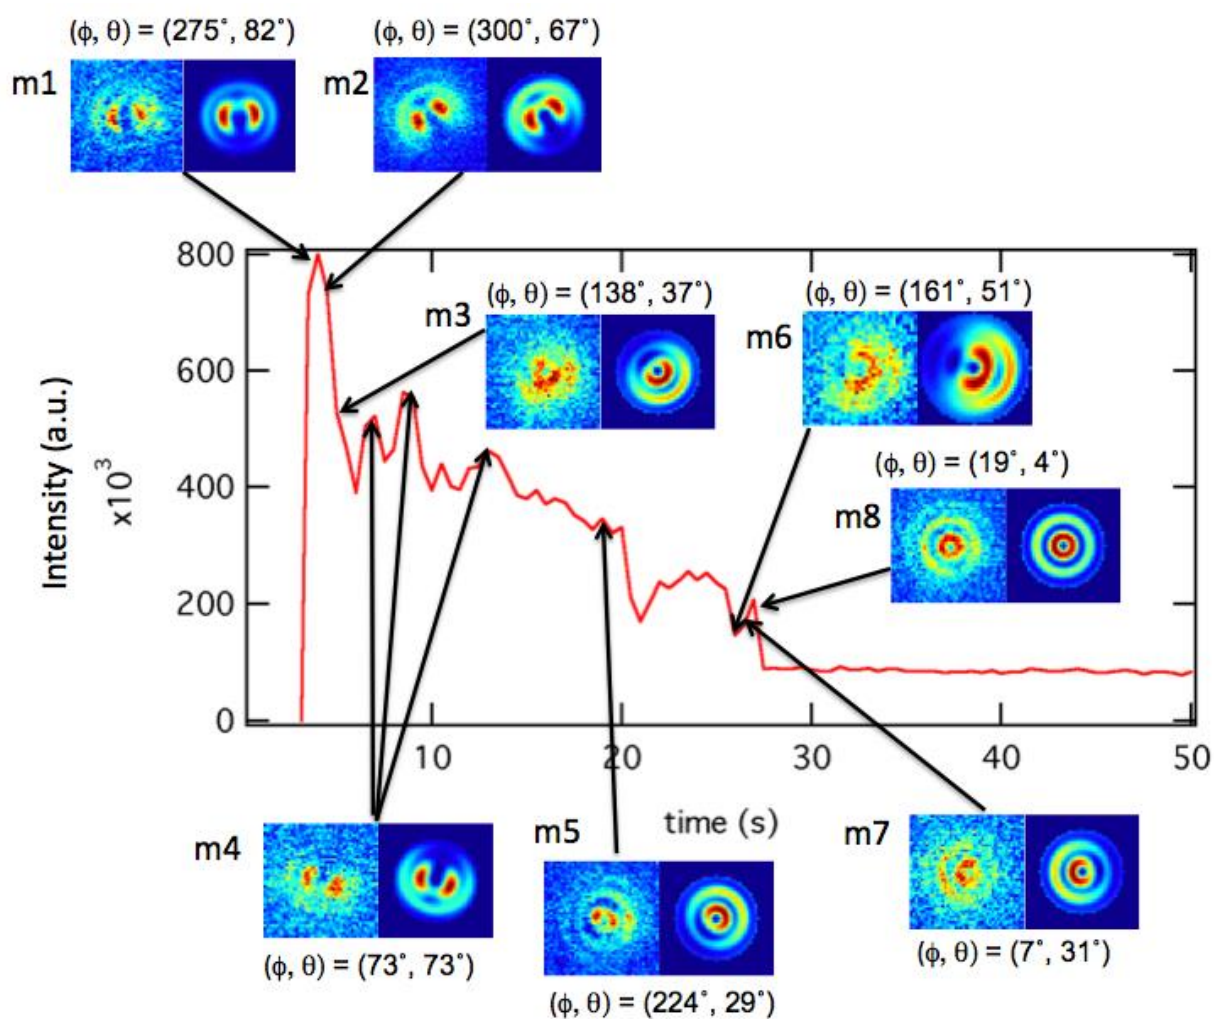 (ϕ, θ) = (275˚, 82˚)
(ϕ, θ) = (300˚, 67˚)
m1
m2
800
600
400
200
0
Intensity (a.u.)
x10³
m3
(ϕ, θ) = (138˚, 37˚)
(ϕ, θ) = (161˚, 51˚)
m6
(ϕ, θ) = (19˚, 4˚)
m8
10
20
30
40
50
time (s)
m4
(ϕ, θ) = (73˚, 73˚)
m5
(ϕ, θ) = (224˚, 29˚)
m7
(ϕ, θ) = (7˚, 31˚)